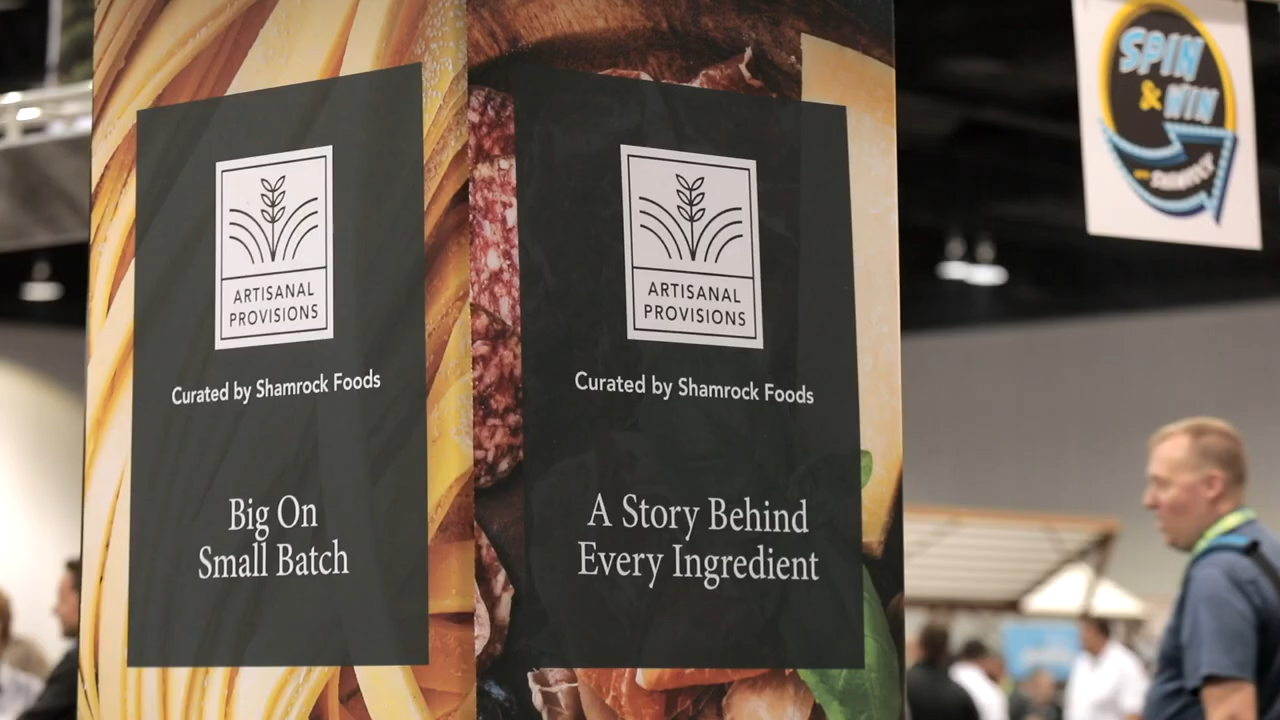 ARTISANAL
PROVISIONS
Curated by Shamrock Foods
Big On
Small Batch
ARTISANAL
PROVISIONS
Curated by Shamrock Foods
A Story Behind
Every Ingredient
SPIN
& WIN